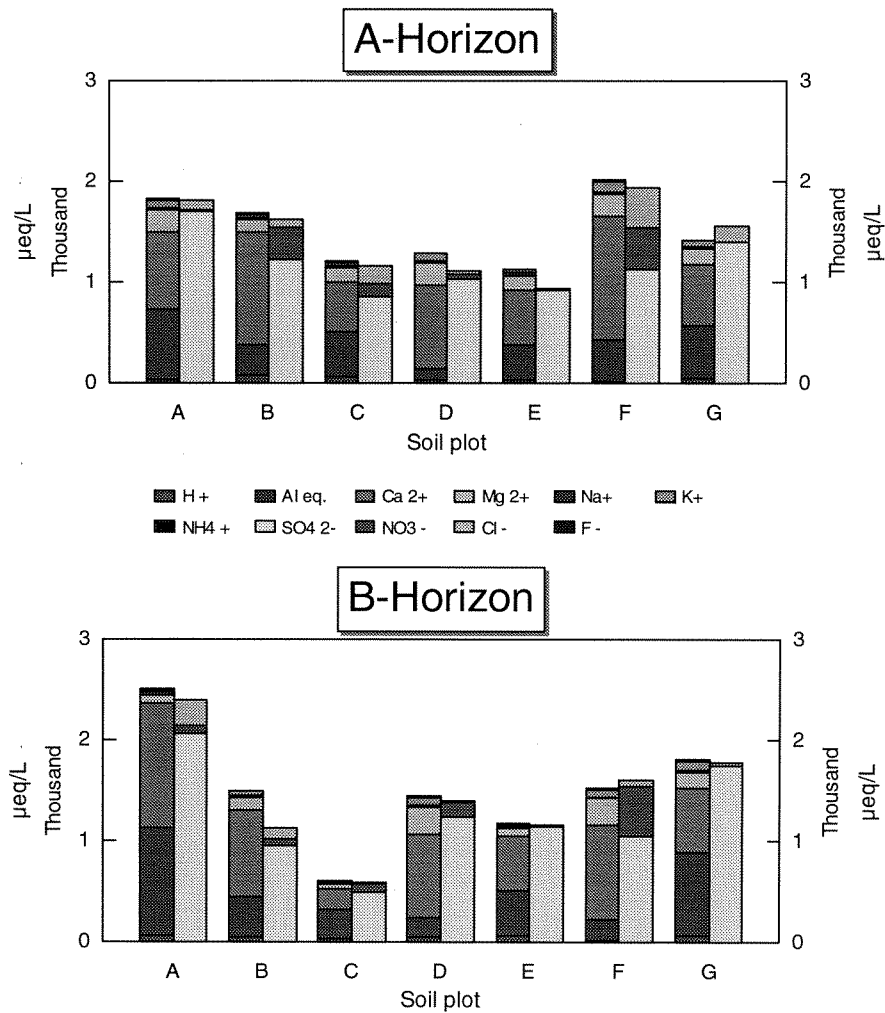 A-Horizon
3 3
2 2
1 1
0 0
µeq/L Thousand
Thousand µeq/L
A B C D E F G
Soil plot
H + Al eq. Ca 2+ Mg 2+ Na+ K+
NH4 + SO4 2- NO3 - Cl - F -
B-Horizon
3 3
2 2
1 1
0 0
µeq/L Thousand
Thousand µeq/L
A B C D E F G
Soil plot